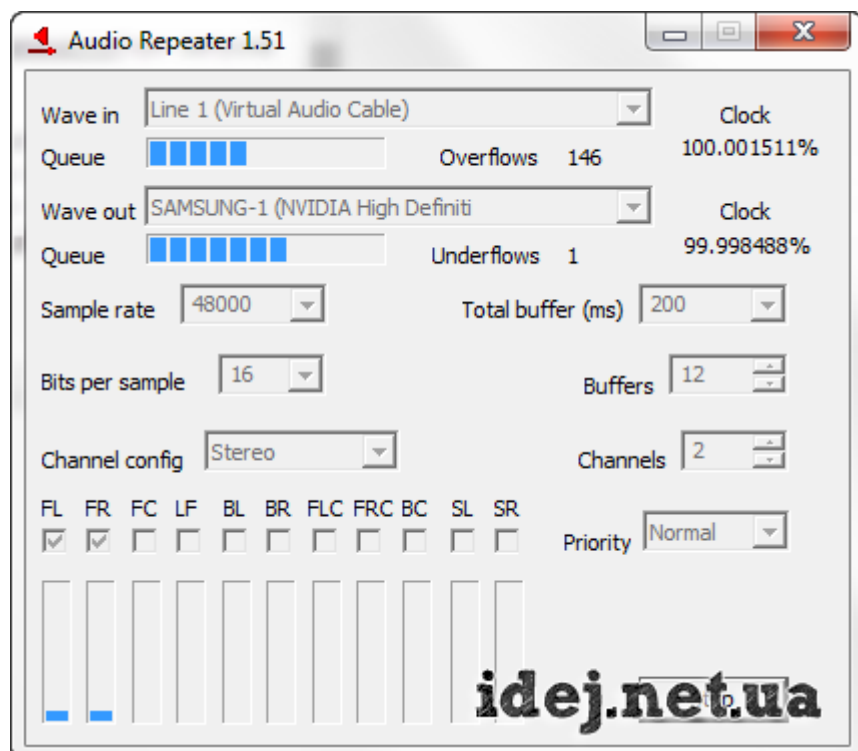 Audio Repeater 1.51
Wave in Line 1 (Virtual Audio Cable) Clock
Queue Overflows 146 100.001511%
Wave out SAMSUNG-1 (NVIDIA High Definiti Clock
Queue Underflows 1 99.998488%
Sample rate 48000 Total buffer (ms) 200
Bits per sample 16 Buffers 12
Channel config Stereo Channels 2
FL FR FC LF BL BR FLC FRC BC SL SR
Priority Normal
idej.net.ua